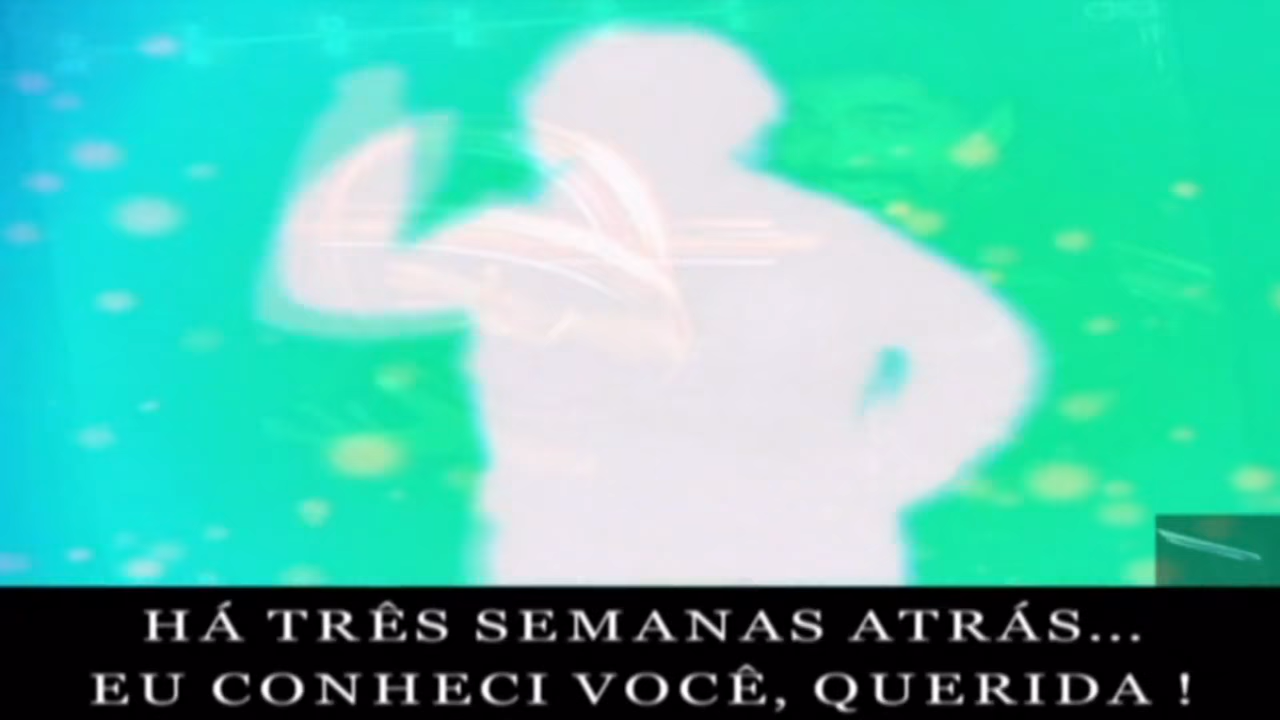 HÁ TRÊS SEMANAS ATRÁS...
EU CONHECI VOCÊ, QUERIDA !